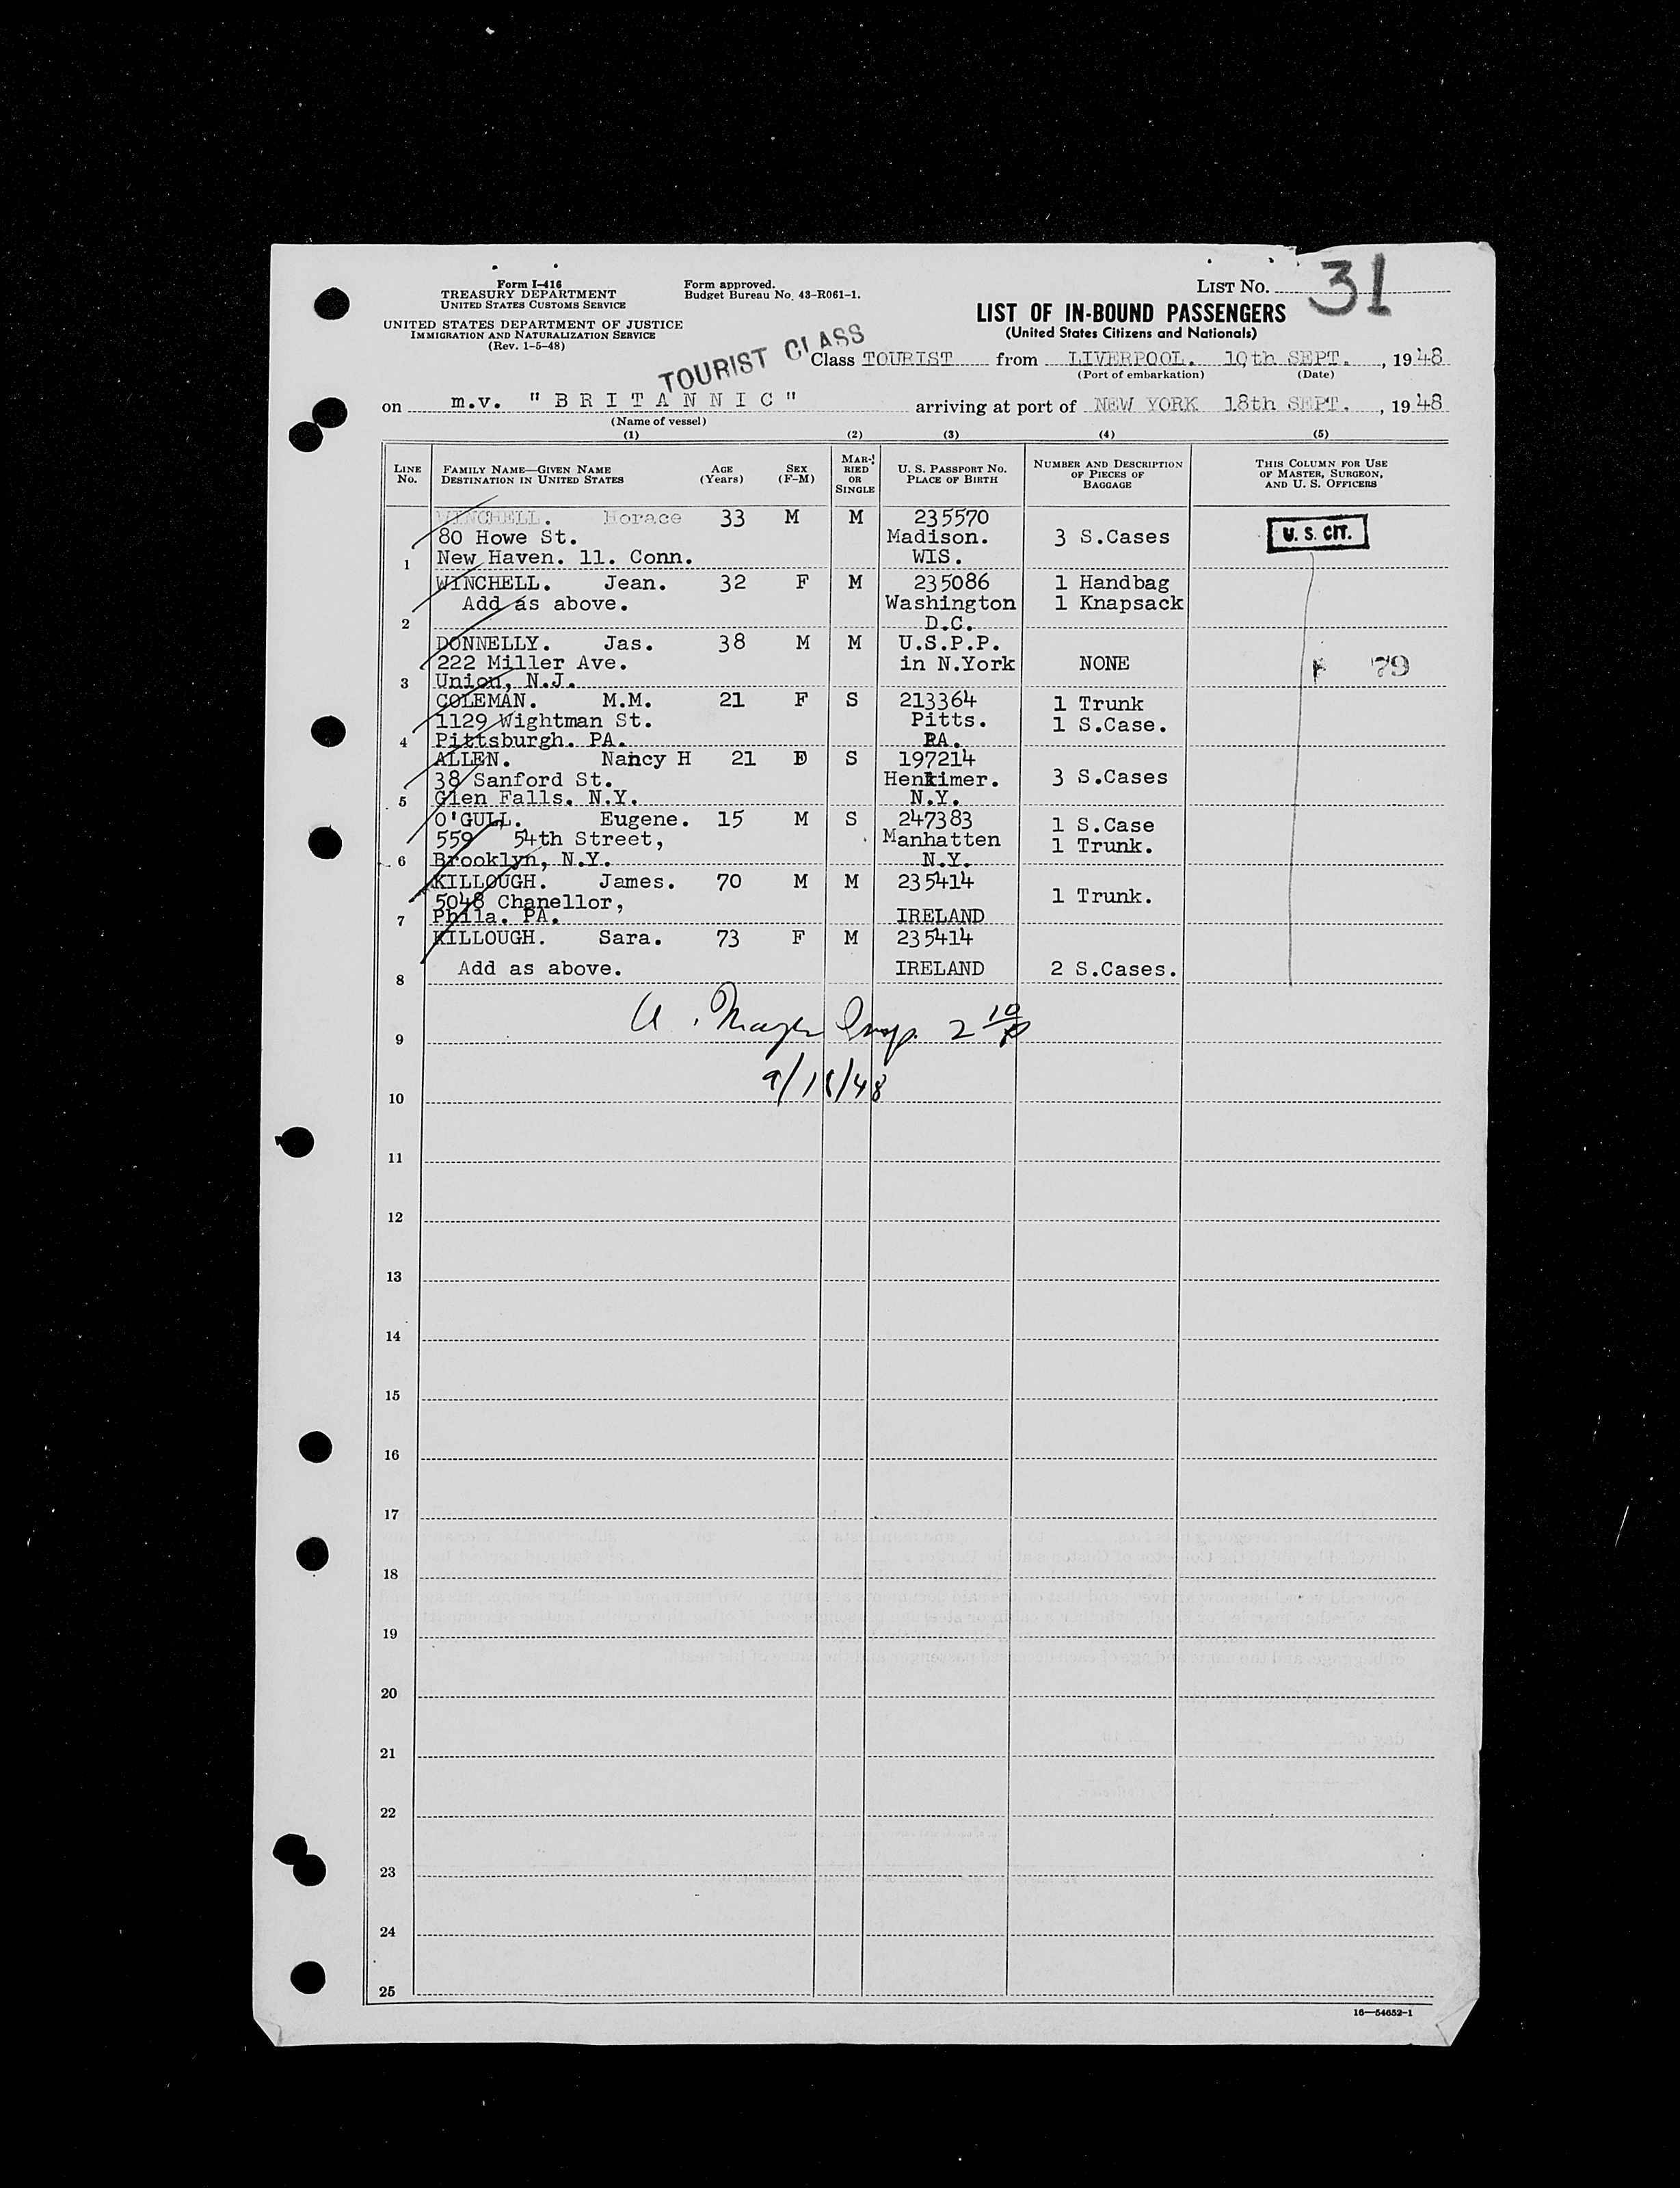 Form I-416
TREASURY DEPARTMENT
UNITED STATES CUSTOMS SERVICE
UNITED STATES DEPARTMENT OF JUSTICE
IMMIGRATION AND NATURALIZATION SERVICE
(Rev. 1-5-48)
Form approved.
Budget Bureau No. 43-R061-1.
LIST NO. 31
LIST OF IN-BOUND PASSENGERS
(United States Citizens and Nationals)
TOURIST CLASS
Class TOURIST from LIVERPOOL. 10th SEPT. , 19 48
(Port of embarkation) (Date)
on m.v. "BRITANNIC" arriving at port of NEW YORK 18th SEPT. , 19 48
(Name of vessel)
(1) (2) (3) (4) (5)
LINE NO. FAMILY NAME—GIVEN NAME DESTINATION IN UNITED STATES AGE (Years) SEX (F-M) MARRIED OR SINGLE U. S. PASSPORT NO. PLACE OF BIRTH NUMBER AND DESCRIPTION OF PIECES OF BAGGAGE THIS COLUMN FOR USE OF MASTER, SURGEON, AND U. S. OFFICERS
WINCHELL. Horace 33 M M 235570
80 Howe St. Madison. 3 S.Cases U. S. CIT.
1 New Haven. 11. Conn. WIS.
WINCHELL. Jean. 32 F M 235086 1 Handbag
Add as above. Washington 1 Knapsack
2 D.C.
DONNELLY. Jas. 38 M M U.S.P.P.
222 Miller Ave. in N.York NONE 79
3 Union, N.J.
COLEMAN. M.M. 21 F S 213364 1 Trunk
1129 Wightman St. Pitts. 1 S.Case.
4 Pittsburgh. PA. PA.
ALLEN. Nancy H 21 F S 197214
38 Sanford St. Herkimer. 3 S.Cases
5 Glen Falls. N.Y. N.Y.
O'GULL. Eugene. 15 M S 247383 1 S.Case
559 54th Street, Manhatten 1 Trunk.
6 Brooklyn, N.Y. N.Y.
KILLOUGH. James. 70 M M 235414
5048 Chanellor, 1 Trunk.
7 Phila. PA. IRELAND
KILLOUGH. Sara. 73 F M 235414
Add as above. IRELAND 2 S.Cases.
8
9
9/18/48
10
11
12
13
14
15
16
17
18
19
20
21
22
23
24
25
16—54652-1